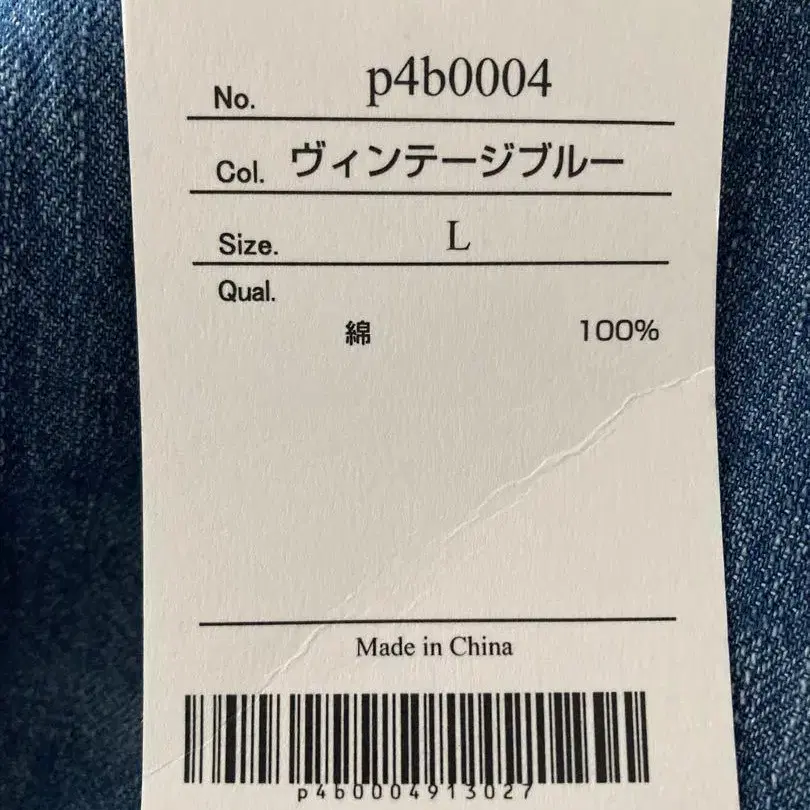 No. p4b0004
Col. ヴィンテージブルー
Size. L
Qual.
綿 100%
Made in China
p4b0004913027